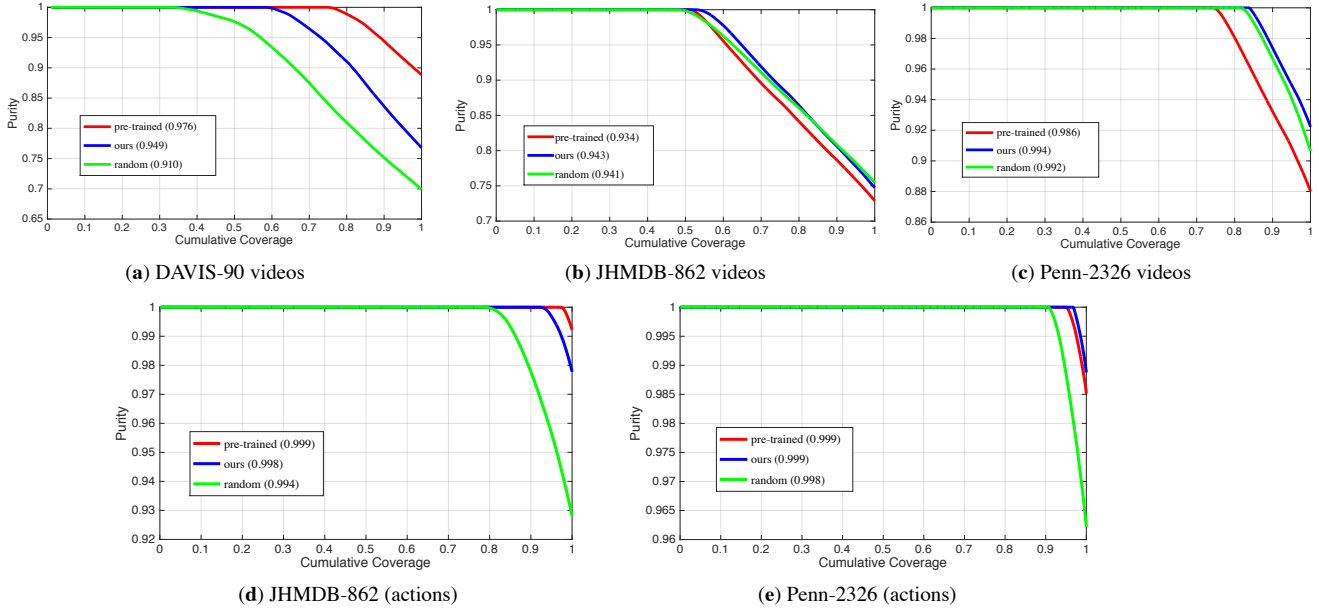 1
0.95
0.9
0.85
0.8
0.75
0.7
0.65
Purity
pre-trained (0.976)
ours (0.949)
random (0.910)
0 0.1 0.2 0.3 0.4 0.5 0.6 0.7 0.8 0.9 1
Cumulative Coverage
(a) DAVIS-90 videos
1
0.95
0.9
0.85
0.8
0.75
0.7
Purity
pre-trained (0.934)
ours (0.943)
random (0.941)
0 0.1 0.2 0.3 0.4 0.5 0.6 0.7 0.8 0.9 1
Cumulative Coverage
(b) JHMDB-862 videos
1
0.98
0.96
0.94
0.92
0.9
0.88
0.86
Purity
pre-trained (0.986)
ours (0.994)
random (0.992)
0 0.1 0.2 0.3 0.4 0.5 0.6 0.7 0.8 0.9 1
Cumulative Coverage
(c) Penn-2326 videos
1
0.99
0.98
0.97
0.96
0.95
0.94
0.93
0.92
Purity
pre-trained (0.999)
ours (0.998)
random (0.994)
0 0.1 0.2 0.3 0.4 0.5 0.6 0.7 0.8 0.9 1
Cumulative Coverage
(d) JHMDB-862 (actions)
1
0.995
0.99
0.985
0.98
0.975
0.97
0.965
0.96
Purity
pre-trained (0.999)
ours (0.999)
random (0.998)
0 0.1 0.2 0.3 0.4 0.5 0.6 0.7 0.8 0.9 1
Cumulative Coverage
(e) Penn-2326 (actions)